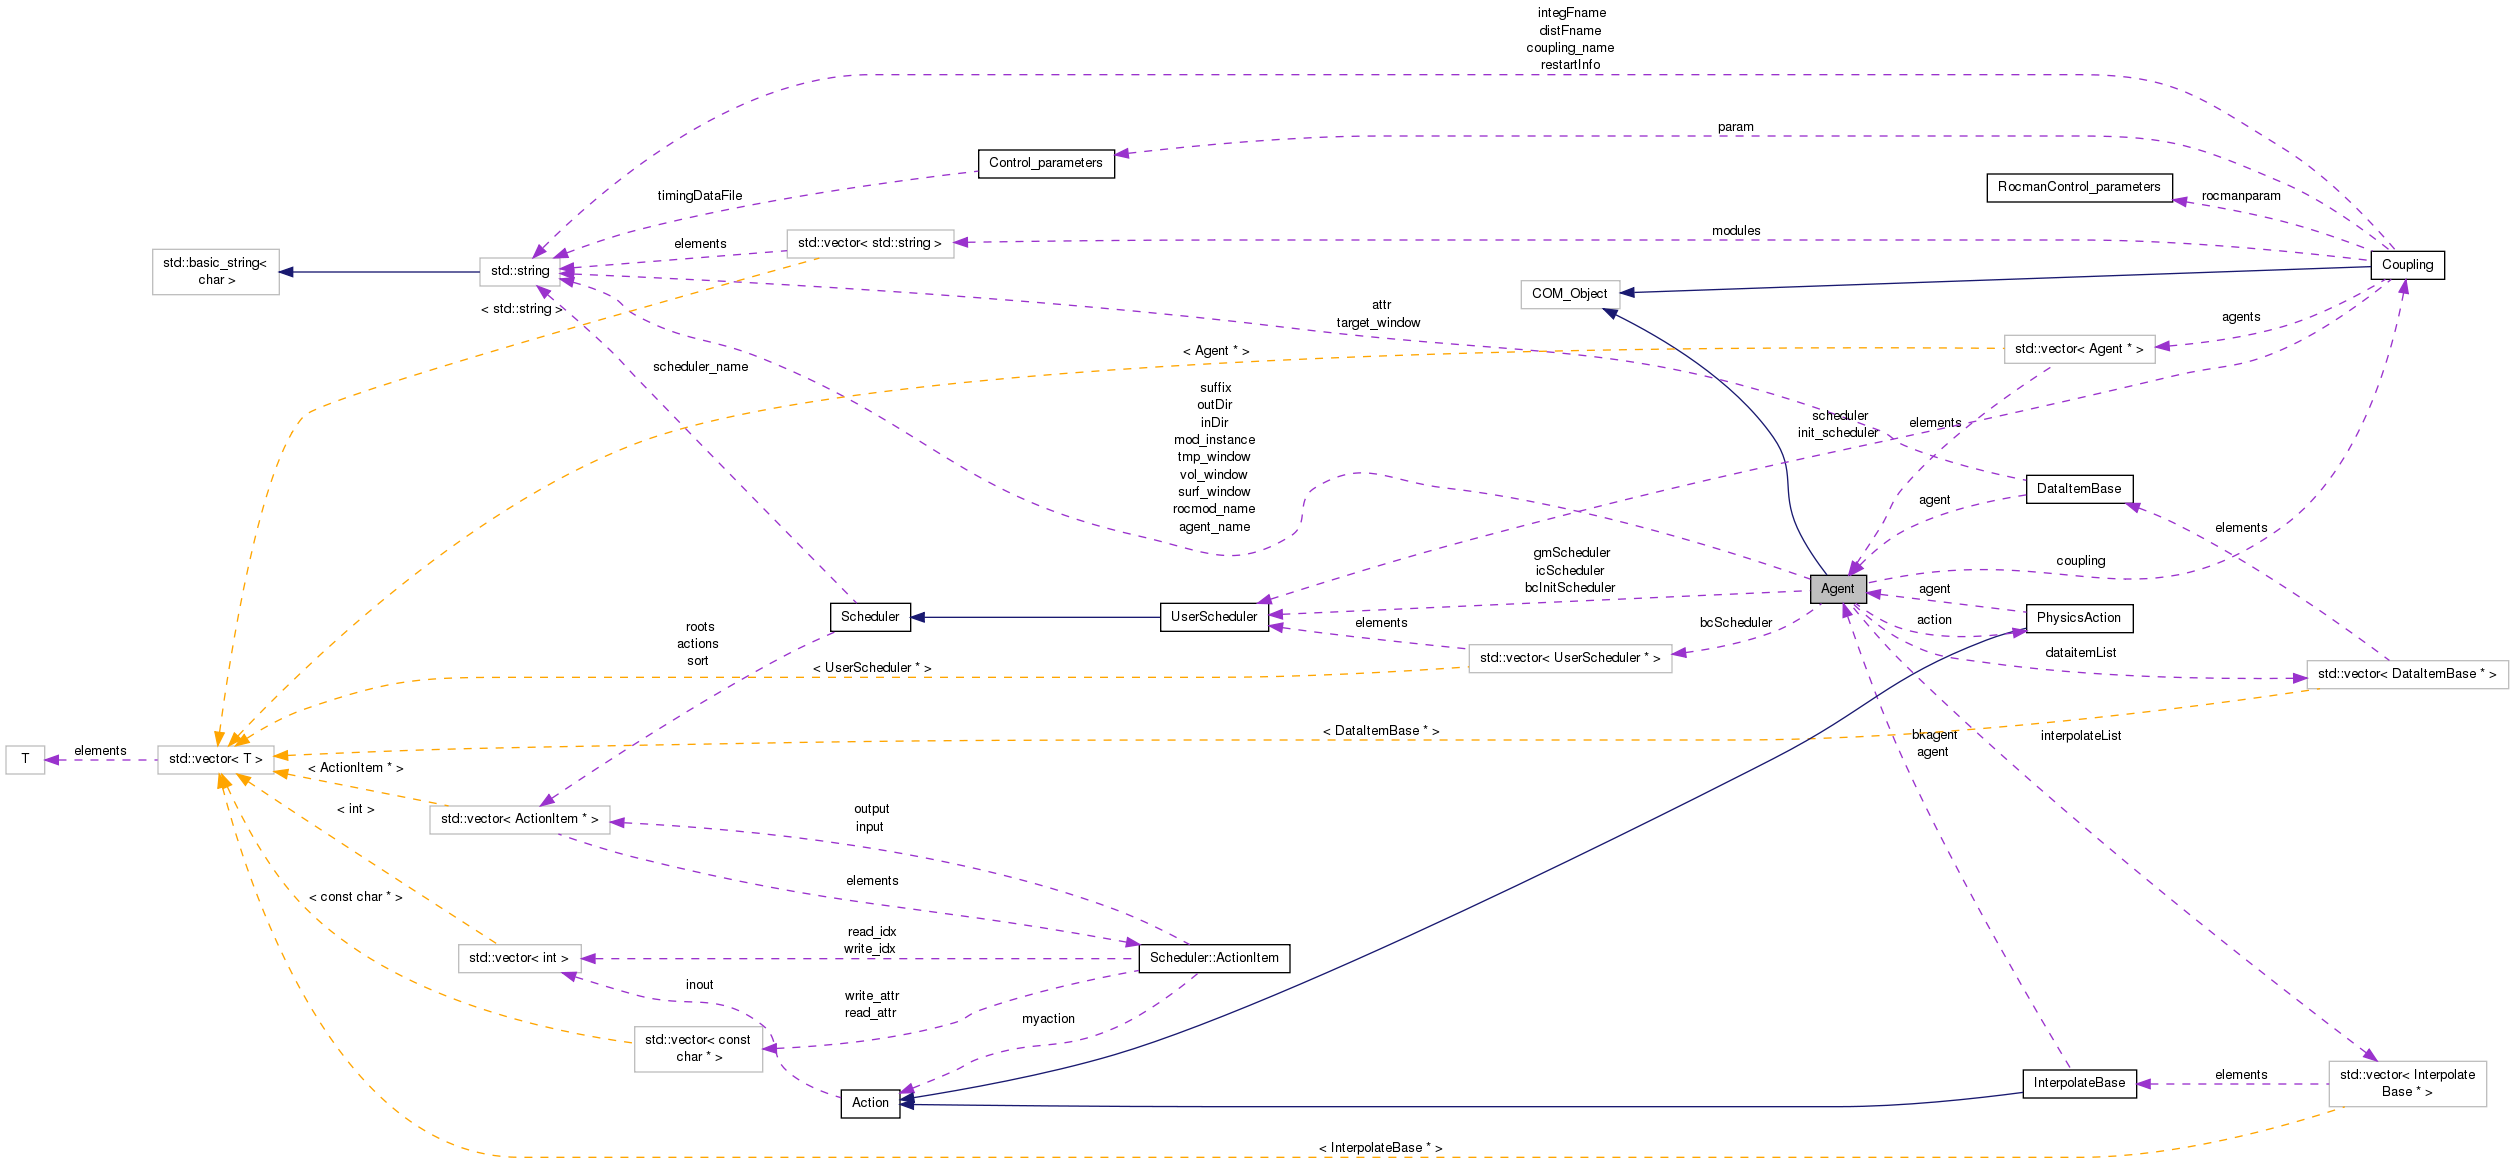 integFname
distFname
coupling_name
restartInfo
param
Control_parameters
RocmanControl_parameters
timingDataFile
rocmanparam
modules
elements
std::vector< std::string >
std::basic_string<
char >
std::string
Coupling
COM_Object
< std::string >
attr
target_window
agents
< Agent * >
std::vector< Agent * >
scheduler_name
suffix
outDir
inDir
mod_instance
tmp_window
vol_window
surf_window
rocmod_name
agent_name
scheduler
init_scheduler
elements
DataItemBase
agent
elements
gmScheduler
icScheduler
bcInitScheduler
coupling
Agent
agent
PhysicsAction
action
Scheduler
UserScheduler
elements
bcScheduler
roots
actions
sort
< UserScheduler * >
std::vector< UserScheduler * >
dataitemList
std::vector< DataItemBase * >
< DataItemBase * >
bkagent
agent
interpolateList
T
elements
std::vector< T >
< ActionItem * >
< int >
std::vector< ActionItem * >
output
input
elements
< const char * >
read_idx
write_idx
std::vector< int >
Scheduler::ActionItem
inout
write_attr
read_attr
myaction
std::vector< const
char * >
Action
InterpolateBase
elements
std::vector< Interpolate
Base * >
< InterpolateBase * >